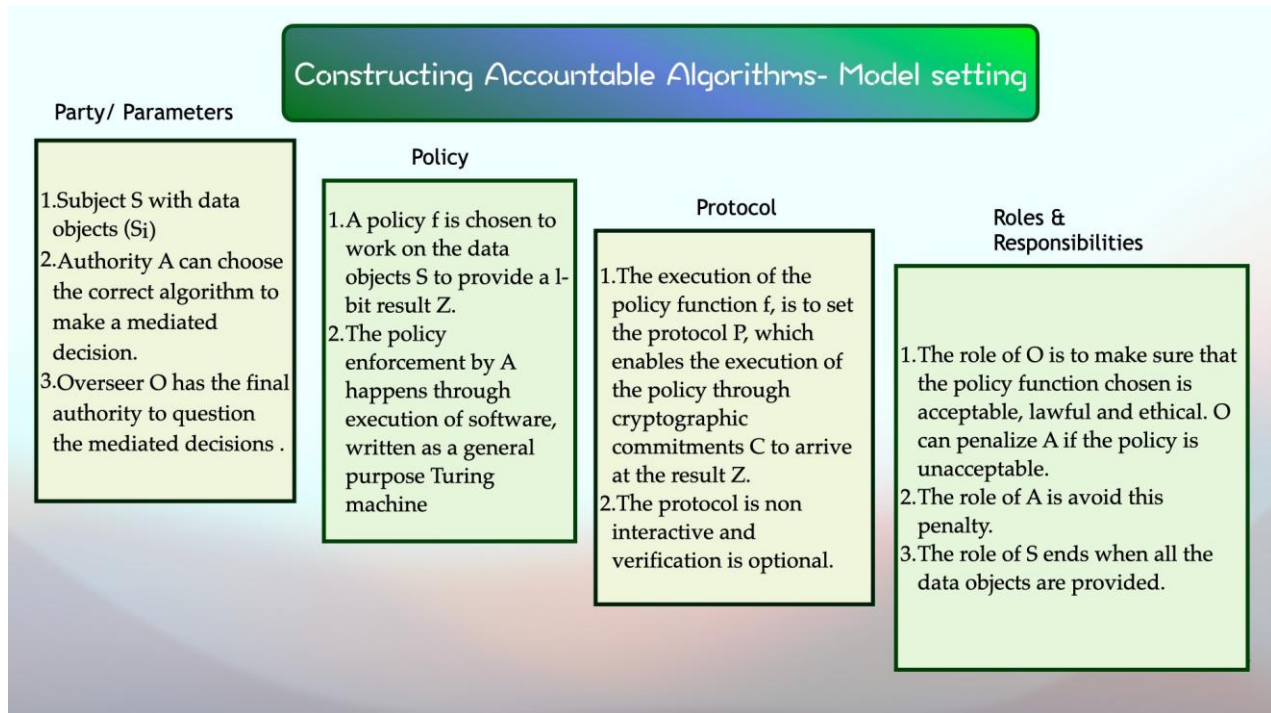 Constructing Accountable Algorithms- Model setting
Party/ Parameters
1.Subject S with data
objects (Si)
2.Authority A can choose
the correct algorithm to
make a mediated
decision.
3.Overseer O has the final
authority to question
the mediated decisions .
Policy
1.A policy f is chosen to
work on the data
objects S to provide a l-
bit result Z.
2.The policy
enforcement by A
happens through
execution of software,
written as a general
purpose Turing
machine
Protocol
1.The execution of the
policy function f, is to set
the protocol P, which
enables the execution of
the policy through
cryptographic
commitments C to arrive
at the result Z.
2.The protocol is non
interactive and
verification is optional.
Roles &
Responsibilities
1.The role of O is to make sure that
the policy function chosen is
acceptable, lawful and ethical. O
can penalize A if the policy is
unacceptable.
2.The role of A is avoid this
penalty.
3.The role of S ends when all the
data objects are provided.